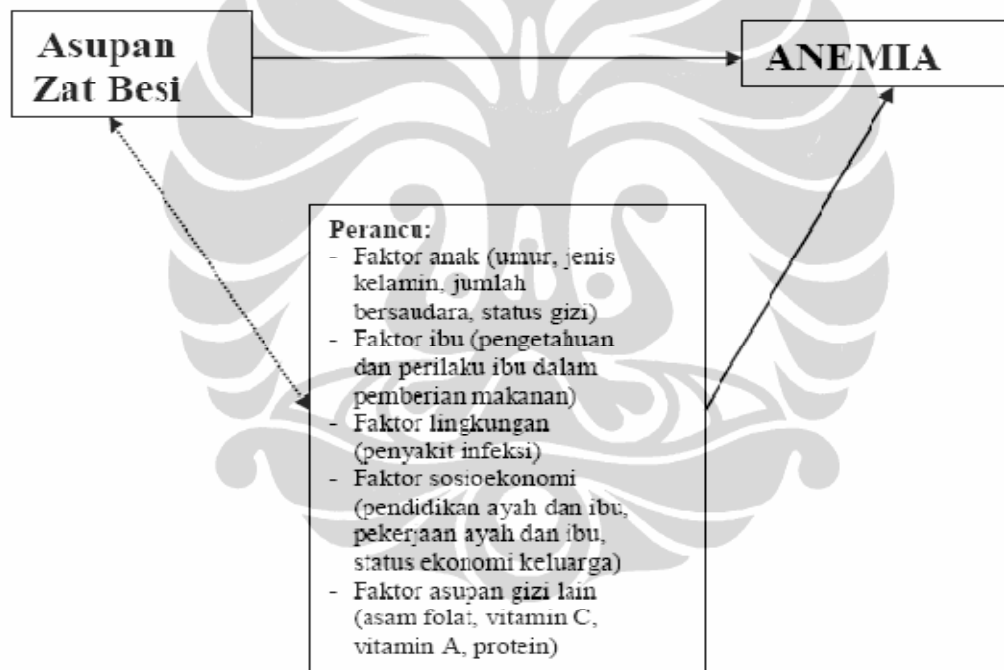 Asupan
Zat Besi
ANEMIA
Perancu:
- Faktor anak (umur, jenis
kelamin, jumlah
bersaudara, status gizi)
- Faktor ibu (pengetahuan
dan perilaku ibu dalam
pemberian makanan)
- Faktor lingkungan
(penyakit infeksi)
- Faktor sosioekonomi
(pendidikan ayah dan ibu,
pekerjaan ayah dan ibu,
status ekonomi keluarga)
- Faktor asupan gizi lain
(asam folat, vitamin C,
vitamin A, protein)